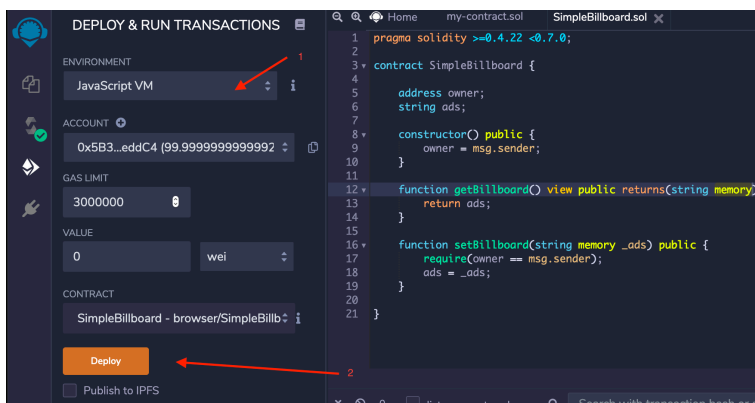 DEPLOY & RUN TRANSACTIONS
ENVIRONMENT
1
JavaScript VM
i
ACCOUNT
0x5B3...eddC4 (99.9999999999992
GAS LIMIT
3000000
VALUE
0
wei
CONTRACT
SimpleBillboard - browser/SimpleBillb
i
Deploy
2
Publish to IPFS
Home
my-contract.sol
SimpleBillboard.sol
1 pragma solidity >=0.4.22 <0.7.0;
2
3 contract SimpleBillboard {
4
5 address owner;
6 string ads;
7
8 constructor() public {
9 owner = msg.sender;
10 }
11
12 function getBillboard() view public returns(string memory)
13 return ads;
14 }
15
16 function setBillboard(string memory _ads) public {
17 require(owner == msg.sender);
18 ads = _ads;
19 }
20
21 }